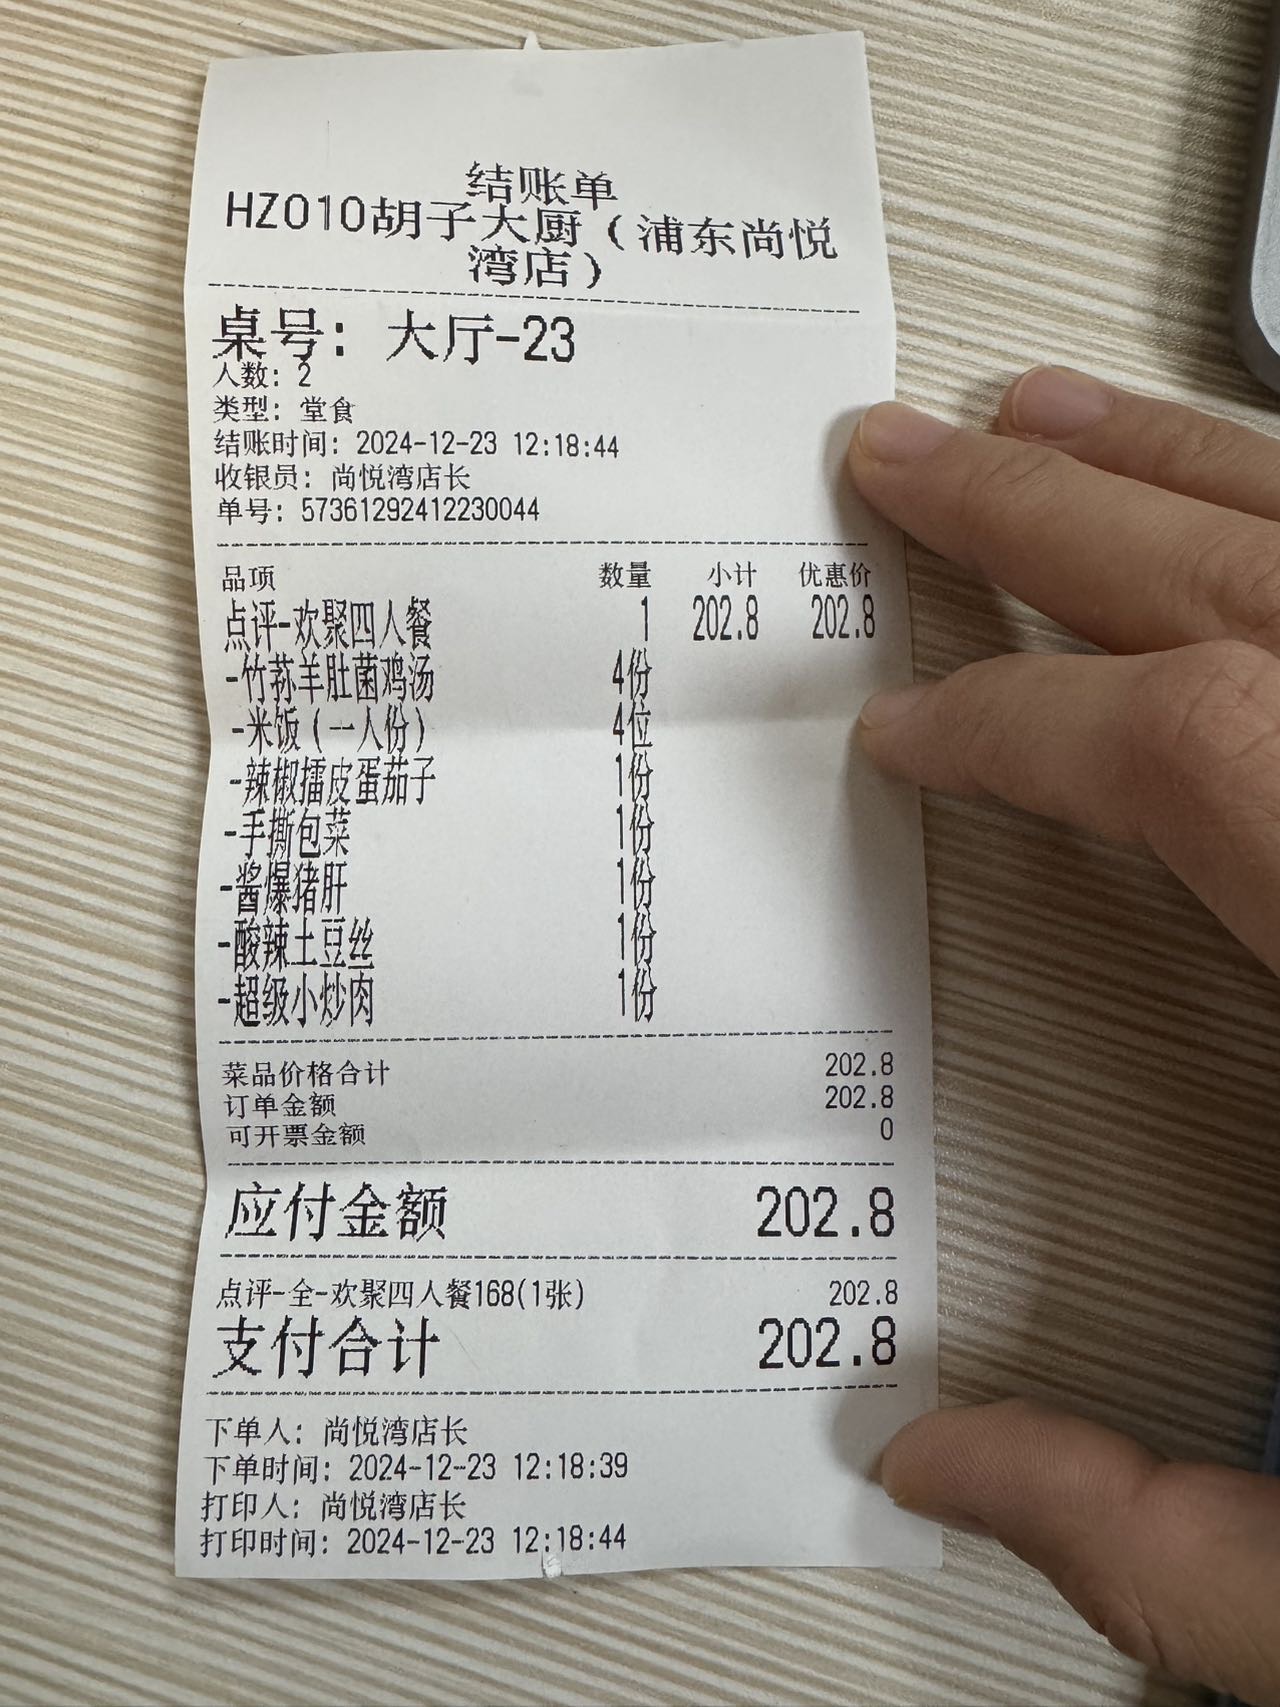 结账单
HZ010胡子大厨（浦东尚悦
湾店）
桌号：大厅-23
人数：2
类型：堂食
结账时间：2024-12-23 12:18:44
收银员：尚悦湾店长
单号：57361292412230044
品项 数量 小计 优惠价
点评-欢聚四人餐 1 202.8 202.8
-竹荪羊肚菌鸡汤 4份
-米饭（一人份） 4位
-辣椒擂皮蛋茄子 1份
-手撕包菜 1份
-酱爆猪肝 1份
-酸辣土豆丝 1份
-超级小炒肉 1份
菜品价格合计 202.8
订单金额 202.8
可开票金额 0
应付金额 202.8
点评-全-欢聚四人餐168(1张) 202.8
支付合计 202.8
下单人：尚悦湾店长
下单时间：2024-12-23 12:18:39
打印人：尚悦湾店长
打印时间：2024-12-23 12:18:44